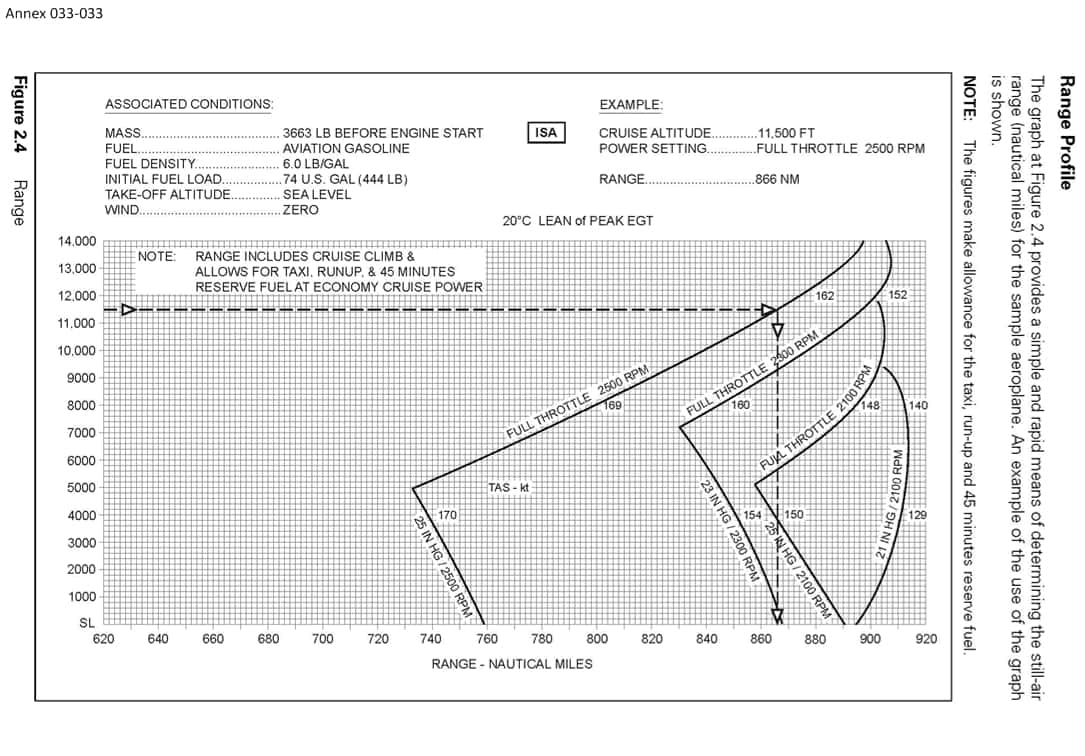 Annex 033-033
Range Profile
The graph at Figure 2.4 provides a simple and rapid means of determining the still-air
range (nautical miles) for the sample aeroplane. An example of the use of the graph
is shown.
NOTE: The figures make allowance for the taxi, run-up and 45 minutes reserve fuel.
ASSOCIATED CONDITIONS:
MASS.................................. 3663 LB BEFORE ENGINE START
FUEL................................... AVIATION GASOLINE
FUEL DENSITY.................... 6.0 LB/GAL
INITIAL FUEL LOAD.............. 74 U.S. GAL (444 LB)
TAKE-OFF ALTITUDE............ SEA LEVEL
WIND................................... ZERO
ISA
EXAMPLE:
CRUISE ALTITUDE............11,500 FT
POWER SETTING.............FULL THROTTLE 2500 RPM
RANGE...........................866 NM
20°C LEAN of PEAK EGT
NOTE: RANGE INCLUDES CRUISE CLIMB &
ALLOWS FOR TAXI, RUNUP, & 45 MINUTES
RESERVE FUEL AT ECONOMY CRUISE POWER
14,000
13,000
12,000
11,000
10,000
9000
8000
7000
6000
5000
4000
3000
2000
1000
SL
162
152
FULL THROTTLE 2500 RPM
169
FULL THROTTLE 2300 RPM
160
FULL THROTTLE 2100 RPM
148
140
TAS - kt
170
25 IN HG / 2500 RPM
23 IN HG / 2300 RPM
154
150
25 IN HG / 2100 RPM
21 IN HG / 2100 RPM
129
620 640 660 680 700 720 740 760 780 800 820 840 860 880 900 920
RANGE - NAUTICAL MILES
Figure 2.4 Range